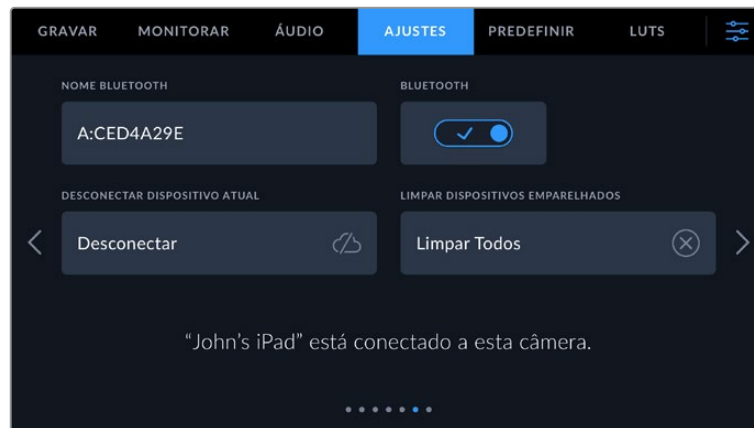 GRAVAR MONITORAR ÁUDIO AJUSTES PREDEFINIR LUTS
NOME BLUETOOTH BLUETOOTH
A:CED4A29E
DESCONECTAR DISPOSITIVO ATUAL LIMPAR DISPOSITIVOS EMPARELHADOS
Desconectar Limpar Todos
“John’s iPad” está conectado a esta câmera.